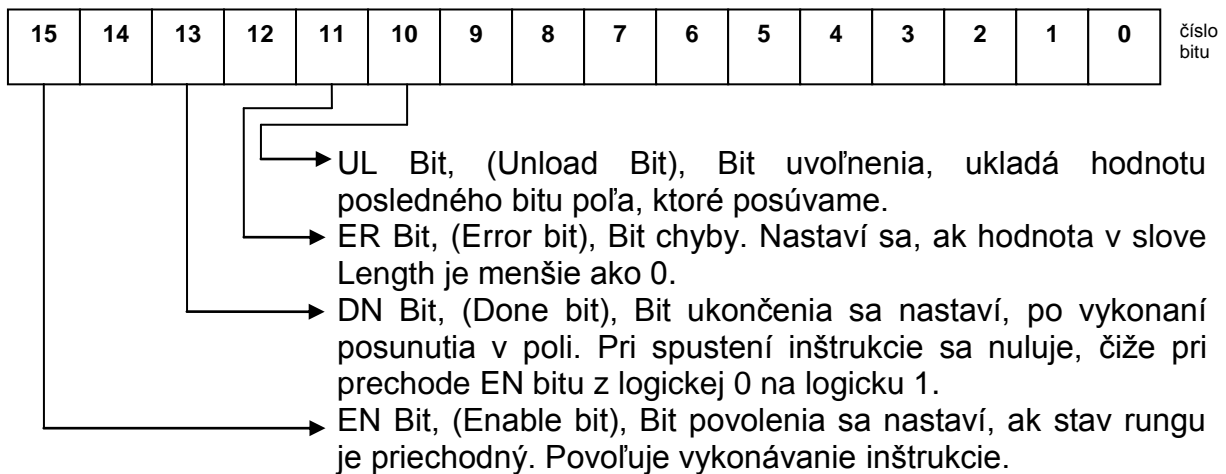 15 14 13 12 11 10 9 8 7 6 5 4 3 2 1 0 číslo
bitu
UL Bit, (Unload Bit), Bit uvoľnenia, ukladá hodnotu
posledného bitu poľa, ktoré posúvame.
ER Bit, (Error bit), Bit chyby. Nastaví sa, ak hodnota v slove
Length je menšie ako 0.
DN Bit, (Done bit), Bit ukončenia sa nastaví, po vykonaní
posunutia v poli. Pri spustení inštrukcie sa nuluje, čiže pri
prechode EN bitu z logickej 0 na logicku 1.
EN Bit, (Enable bit), Bit povolenia sa nastaví, ak stav rungu
je priechodný. Povoľuje vykonávanie inštrukcie.